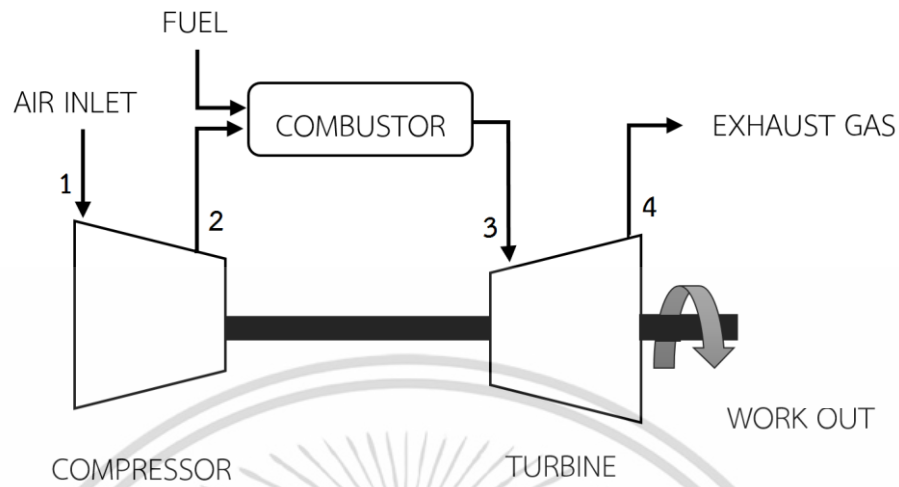 FUEL
AIR INLET
COMBUSTOR
EXHAUST GAS
1
2
3
4
WORK OUT
COMPRESSOR
TURBINE